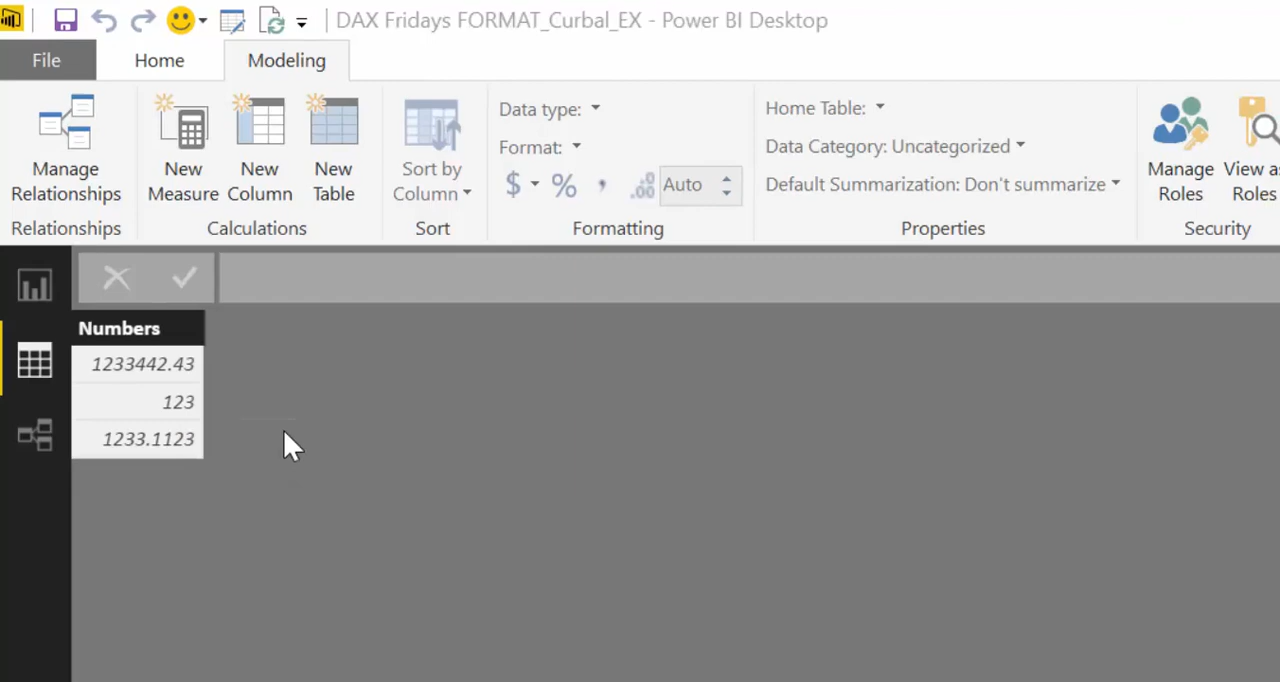 DAX Fridays FORMAT_Curbal_EX - Power BI Desktop
File Home Modeling
Data type:
Format:
$ % , .00 Auto
Home Table:
Data Category: Uncategorized
Default Summarization: Don't summarize
Manage Relationships
New Measure
New Column
New Table
Sort by Column
Manage Roles
View as Roles
Relationships Calculations Sort Formatting Properties Security
Numbers
1233442.43
123
1233.1123